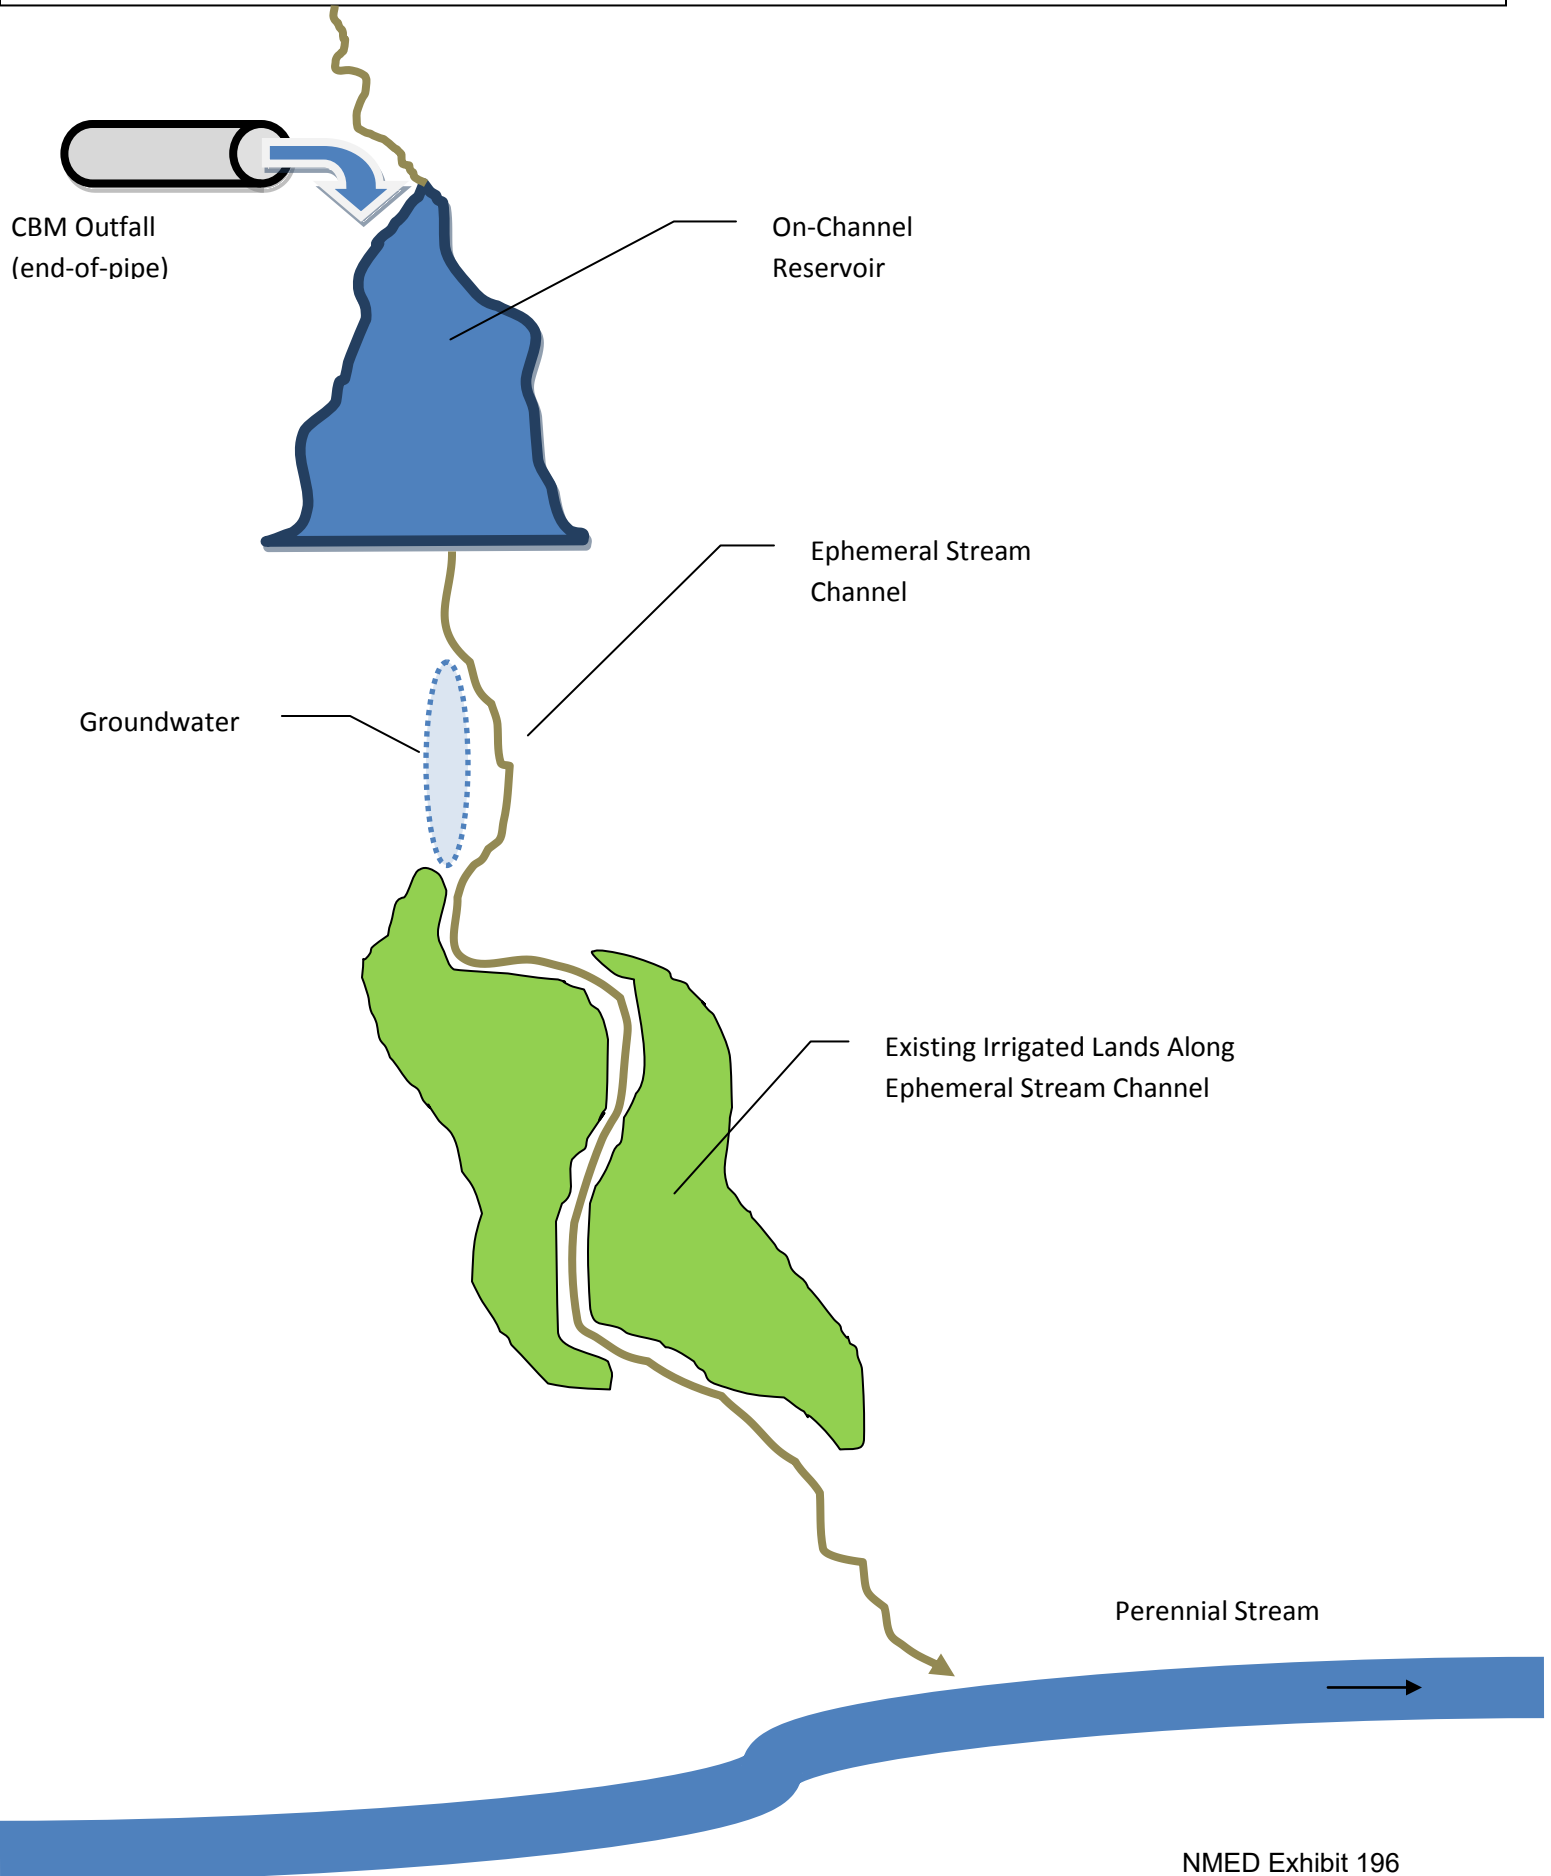 CBM Outfall
(end-of-pipe)
On-Channel
Reservoir
Ephemeral Stream
Channel
Groundwater
Existing Irrigated Lands Along
Ephemeral Stream Channel
Perennial Stream
NMED Exhibit 196